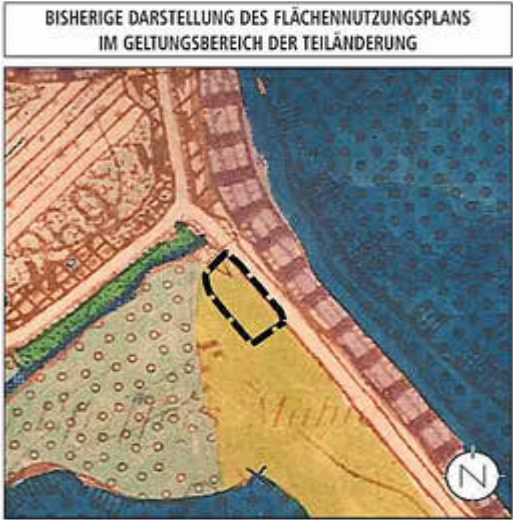 BISHERIGE DARSTELLUNG DES FLÄCHENNUTZUNGSPLANS
IM GELTUNGSBEREICH DER TEILÄNDERUNG
N